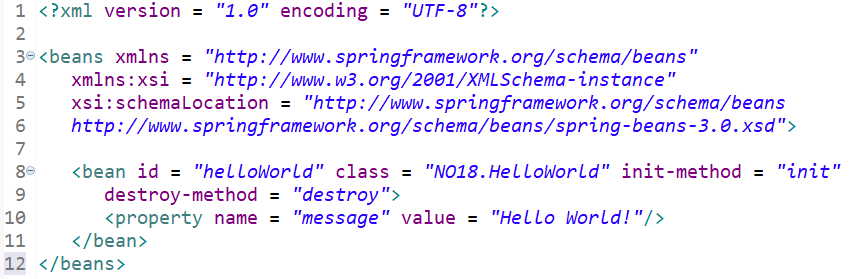 1 <?xml version = "1.0" encoding = "UTF-8"?>
2
3 <beans xmlns = "http://www.springframework.org/schema/beans"
4    xmlns:xsi = "http://www.w3.org/2001/XMLSchema-instance"
5    xsi:schemaLocation = "http://www.springframework.org/schema/beans
6    http://www.springframework.org/schema/beans/spring-beans-3.0.xsd">
7
8    <bean id = "helloWorld" class = "NO18.HelloWorld" init-method = "init"
9       destroy-method = "destroy">
10       <property name = "message" value = "Hello World!"/>
11    </bean>
12 </beans>